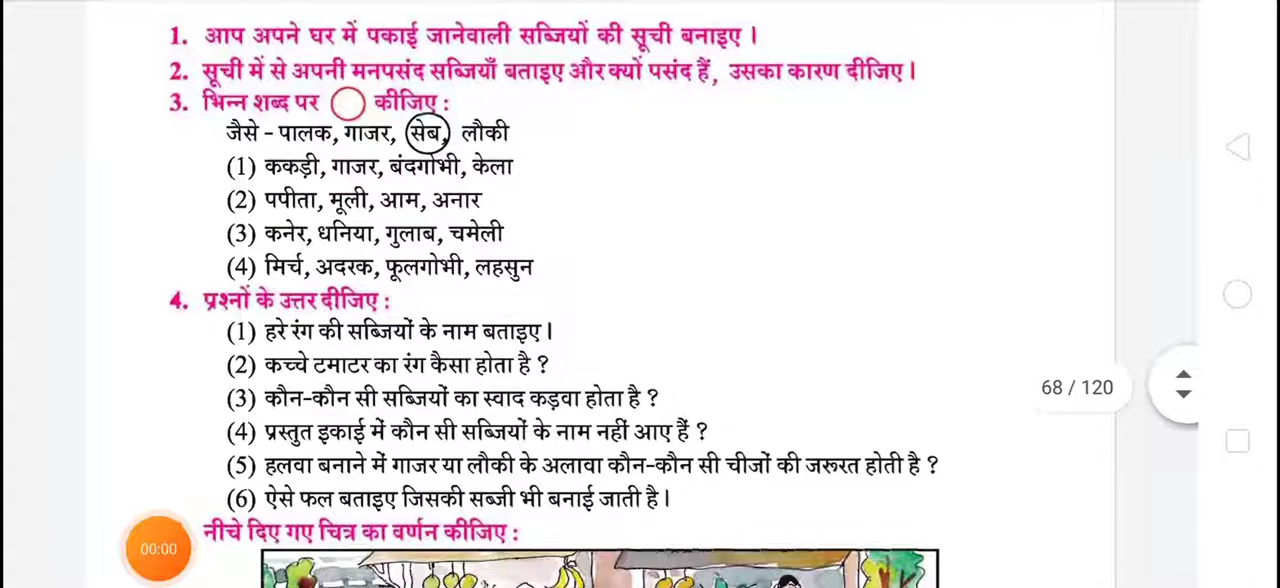 1. आप अपने घर में पकाई जानेवाली सब्जियों की सूची बनाइए ।
2. सूची में से अपनी मनपसंद सब्जियाँ बताइए और क्यों पसंद हैं, उसका कारण दीजिए ।
3. भिन्न शब्द पर ◯ कीजिए :
जैसे - पालक, गाजर, सेब, लौकी
(1) ककड़ी, गाजर, बंदगोभी, केला
(2) पपीता, मूली, आम, अनार
(3) कनेर, धनिया, गुलाब, चमेली
(4) मिर्च, अदरक, फूलगोभी, लहसुन
4. प्रश्नों के उत्तर दीजिए :
(1) हरे रंग की सब्जियों के नाम बताइए ।
(2) कच्चे टमाटर का रंग कैसा होता है ?
(3) कौन-कौन सी सब्जियों का स्वाद कड़वा होता है ?
68 / 120
(4) प्रस्तुत इकाई में कौन सी सब्जियों के नाम नहीं आए हैं ?
(5) हलवा बनाने में गाजर या लौकी के अलावा कौन-कौन सी चीजों की जरूरत होती है ?
(6) ऐसे फल बताइए जिसकी सब्जी भी बनाई जाती है ।
नीचे दिए गए चित्र का वर्णन कीजिए :
00:00